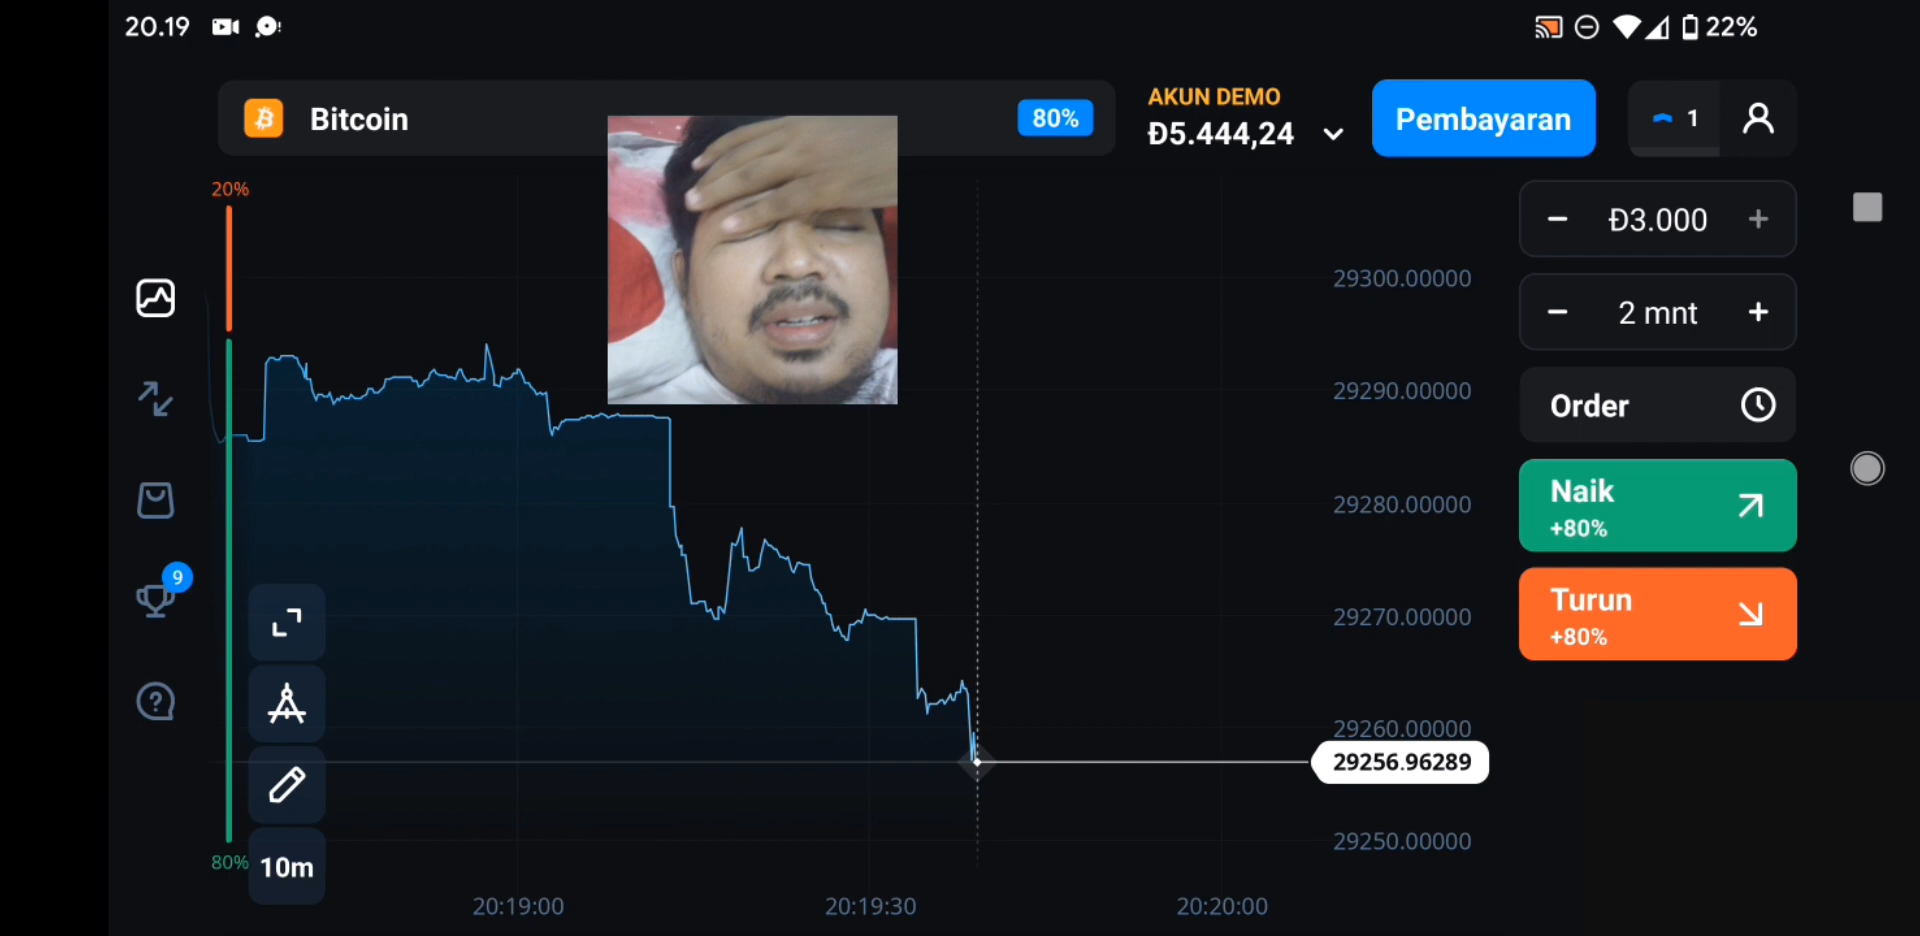 20.19
22%
Bitcoin
80%
AKUN DEMO
Đ5.444,24
Pembayaran
1
20%
Đ3.000
29300.00000
2 mnt
29290.00000
Order
29280.00000
Naik
+80%
9
29270.00000
Turun
+80%
29260.00000
29256.96289
29250.00000
80%
10m
20:19:00
20:19:30
20:20:00